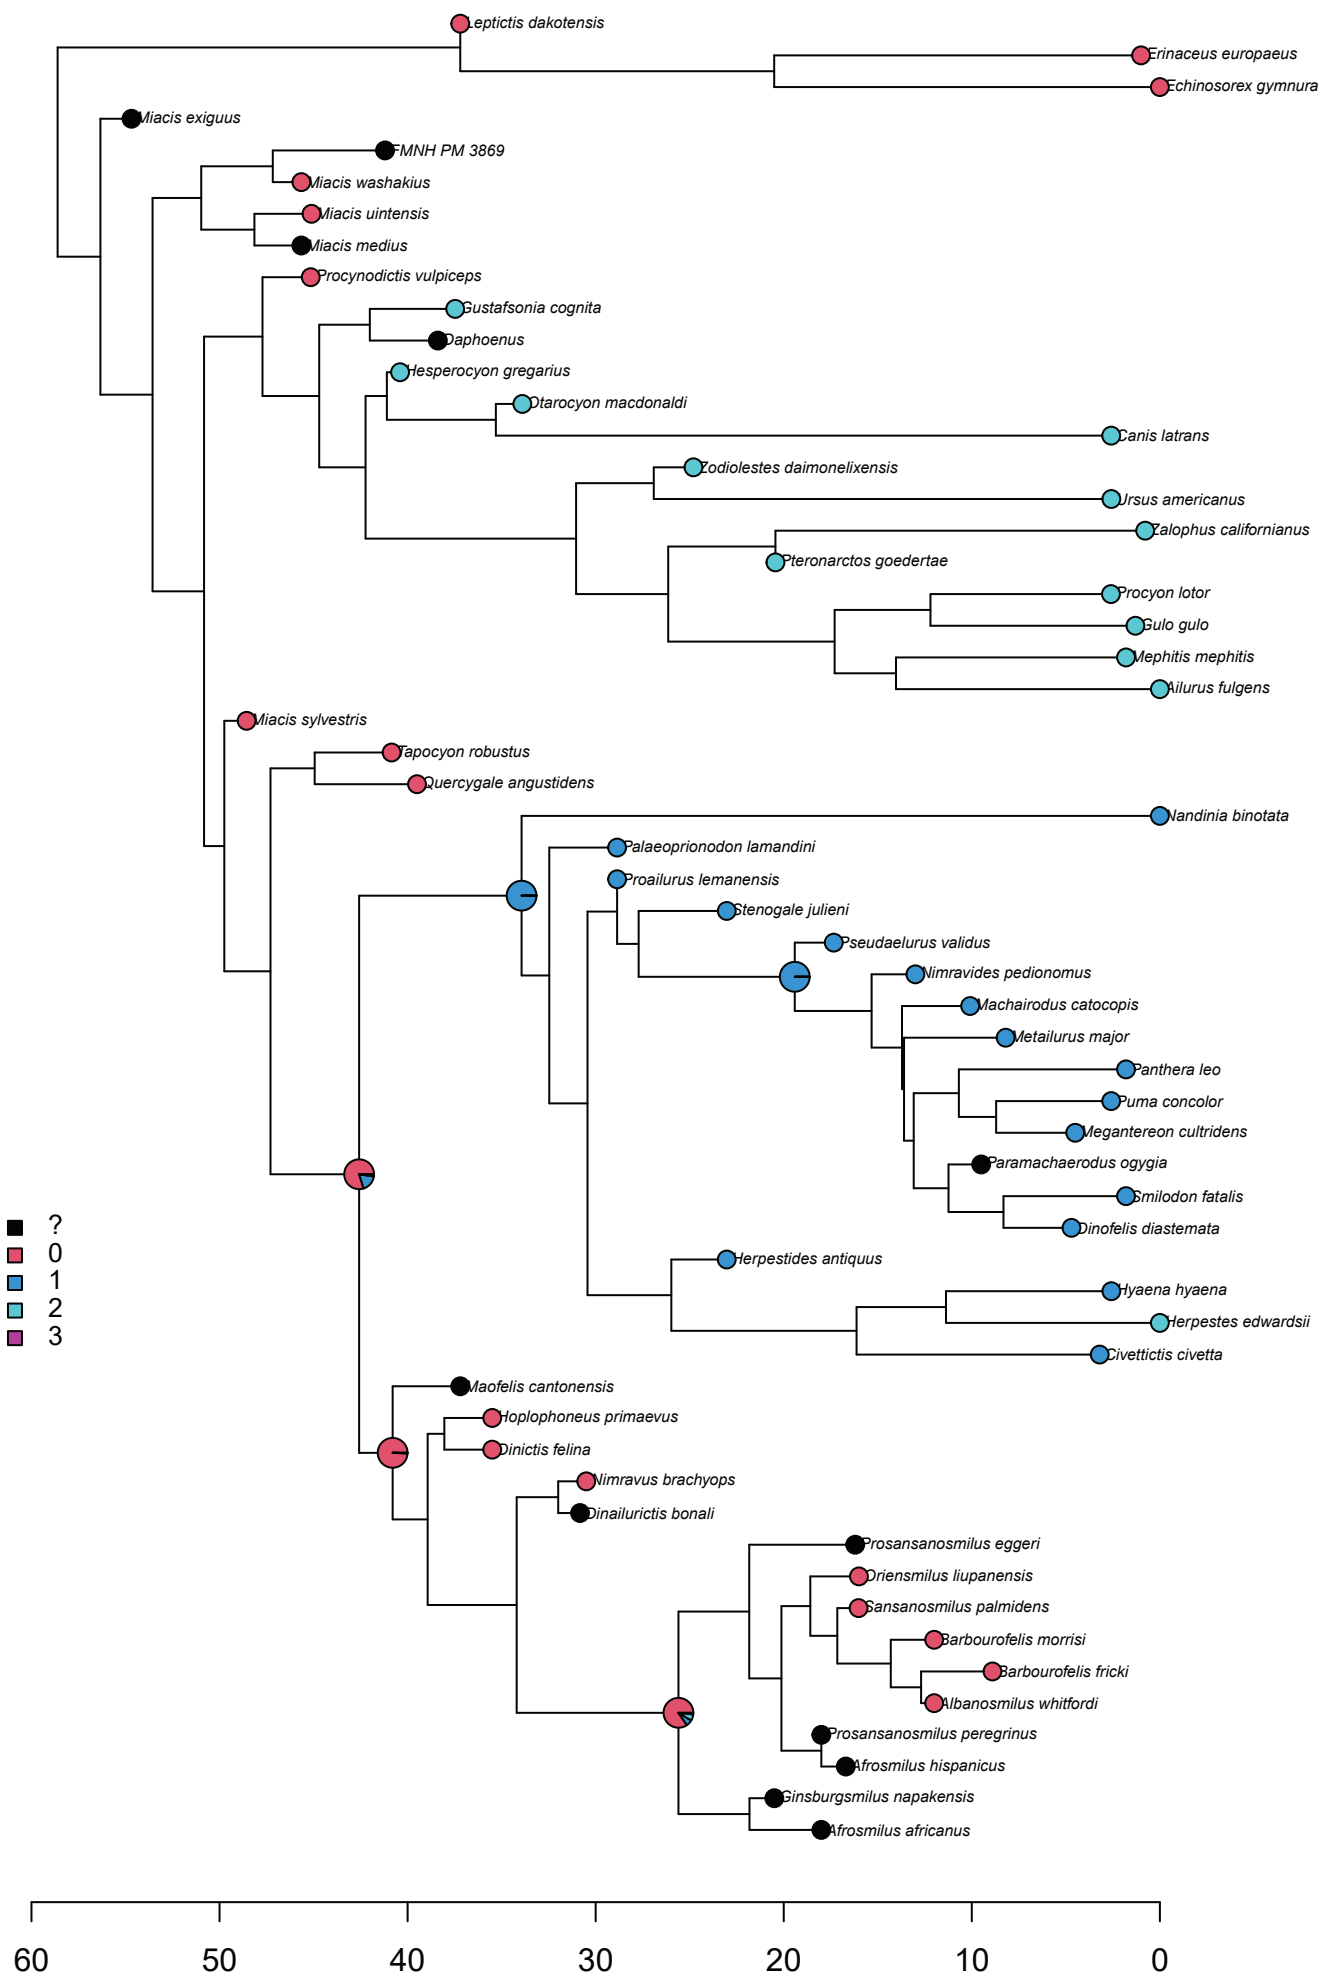 Leptictis dakotensis
Erinaceus europaeus
Echinosorex gymnura
Miacis exiguus
FMNH PM 3869
Miacis washakius
Miacis uintensis
Miacis medius
Procynodictis vulpiceps
Gustafsonia cognita
Daphoenus
Hesperocyon gregarius
Otarocyon macdonaldi
Canis latrans
Zodiolestes daimonelixensis
Ursus americanus
Zalophus californianus
Pteronarctos goedertae
Procyon lotor
Gulo gulo
Mephitis mephitis
Ailurus fulgens
Miacis sylvestris
Tapocyon robustus
Quercygale angustidens
Nandinia binotata
Palaeoprionodon lamandini
Proailurus lemanensis
Stenogale julieni
Pseudaelurus validus
Nimravides pedionomus
Machairodus catocopis
Metailurus major
Panthera leo
Puma concolor
Megantereon cultridens
Paramachaerodus ogygia
Smilodon fatalis
Dinofelis diastemata
Herpestides antiquus
Hyaena hyaena
Herpestes edwardsii
Civettictis civetta
Maofelis cantonensis
Hoplophoneus primaevus
Dinictis felina
Nimravus brachyops
Dinailurictis bonali
Prosansanosmilus eggeri
Oriensmilus liupanensis
Sansanosmilus palmidens
Barbourofelis morrisi
Barbourofelis fricki
Albanosmilus whitfordi
Prosansanosmilus peregrinus
Afrosmilus hispanicus
Ginsburgsmilus napakensis
Afrosmilus africanus
?
0
1
2
3
60 50 40 30 20 10 0